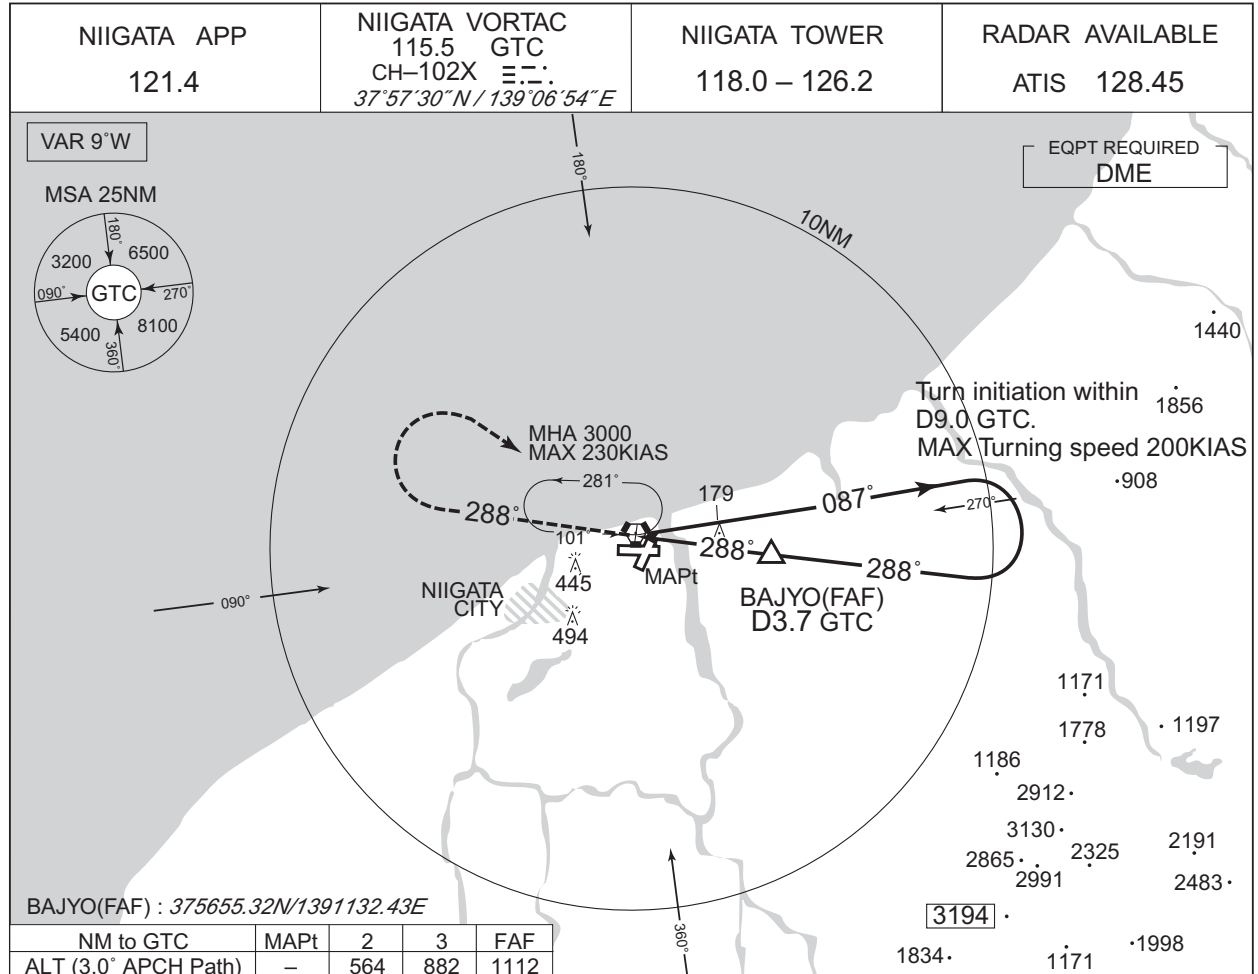 NIIGATA APP
121.4
NIIGATA VORTAC
115.5 GTC
CH–102X
37°57′30″N / 139°06′54″E
NIIGATA TOWER
118.0 – 126.2
RADAR AVAILABLE
ATIS 128.45
VAR 9°W
EQPT REQUIRED
DME
MSA 25NM
180°
3200
6500
090°
GTC
270°
5400
8100
360°
180°
10NM
1440
Turn initiation within
D9.0 GTC.
MAX Turning speed 200KIAS
1856
908
MHA 3000
MAX 230KIAS
281°
179
087°
270°
288°
101°
288°
288°
MAPt
445
NIIGATA
CITY
494
BAJYO(FAF)
D3.7 GTC
090°
1171
1778
1197
1186
2912
3130
2865
2325
2191
2991
2483
3194
1834
1171
1998
360°
BAJYO(FAF) : 375655.32N/1391132.43E
NM to GTC MAPt 2 3 FAF
ALT (3.0° APCH Path) – 564 882 1112